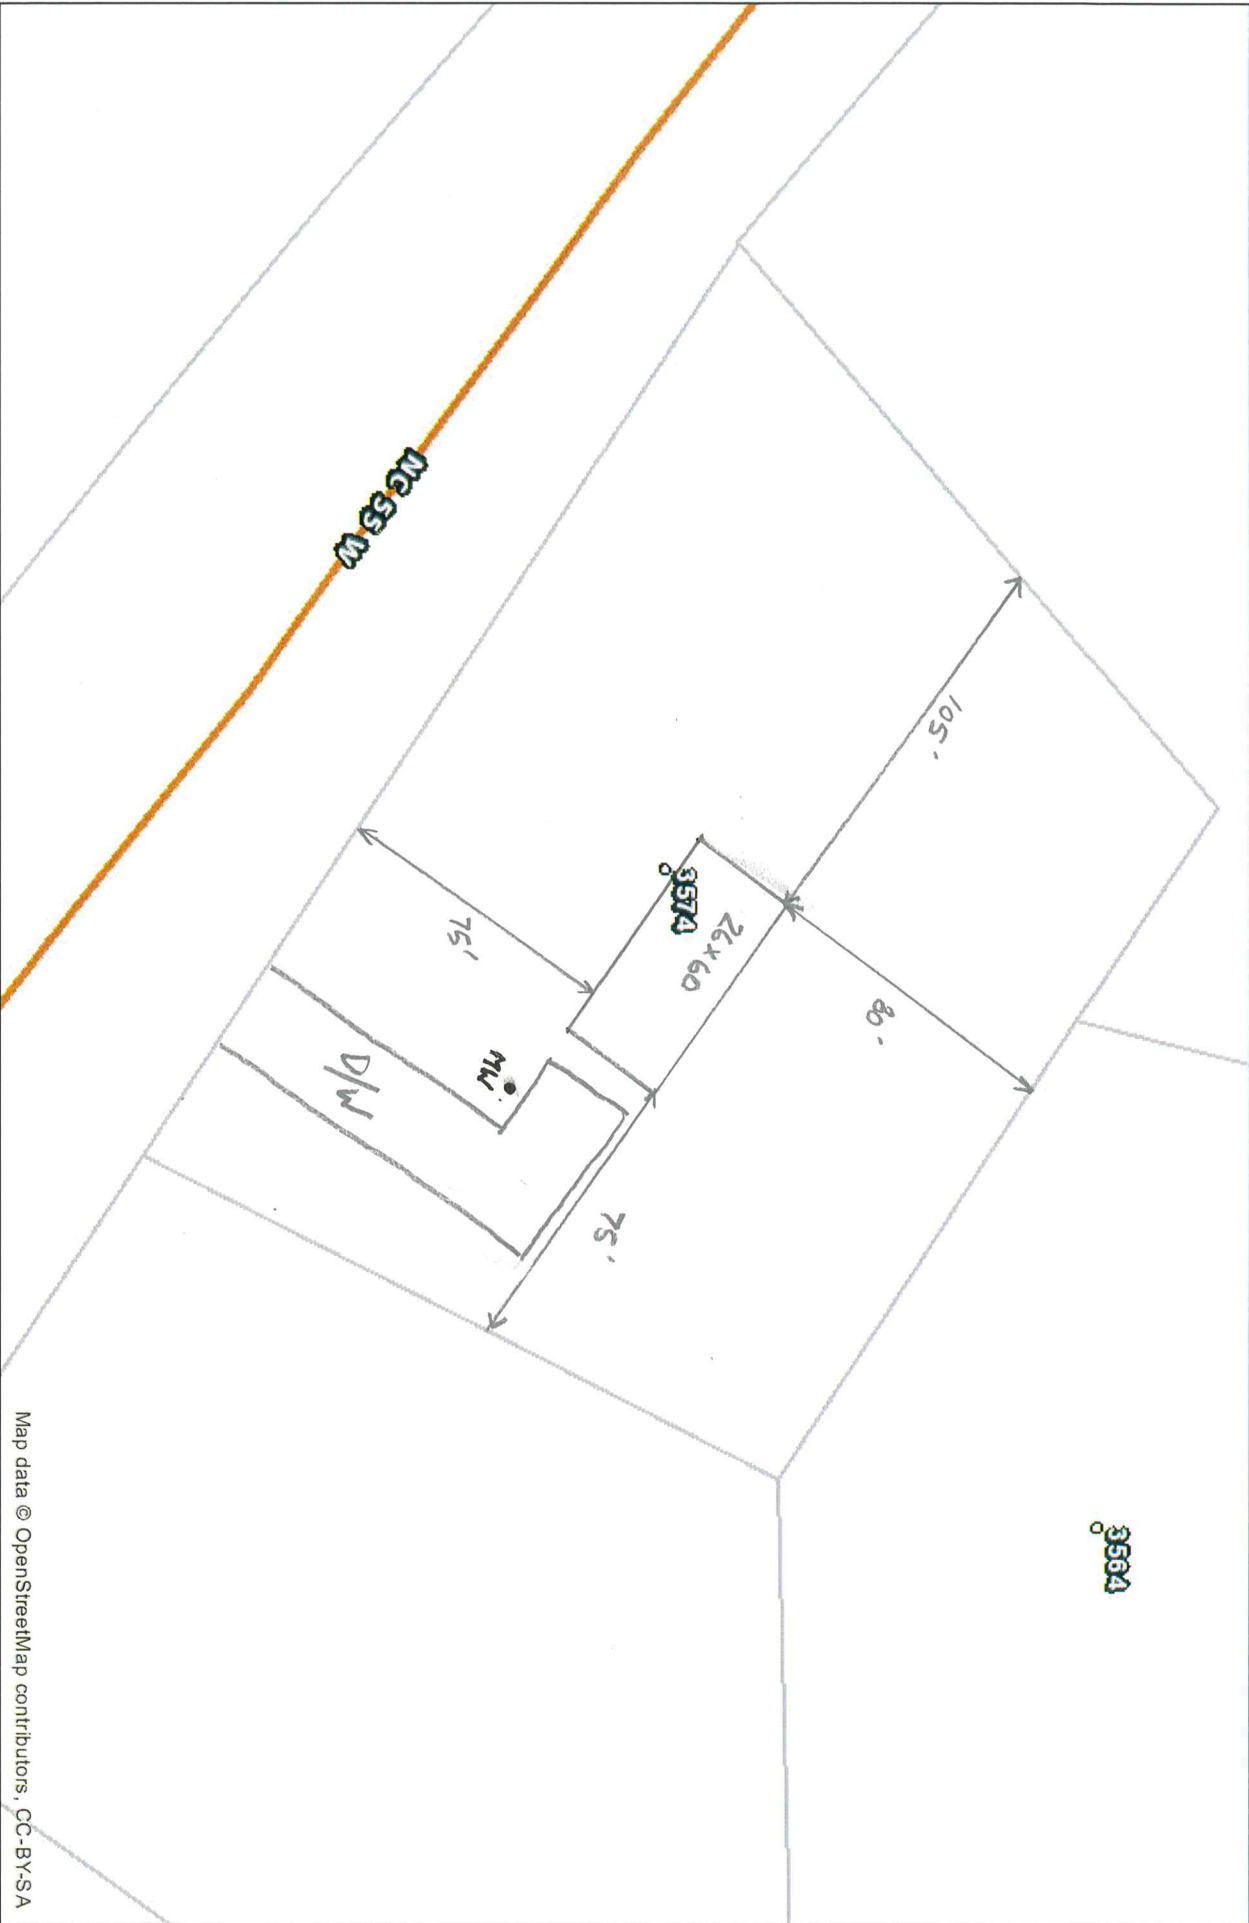 3564
105'
80'
3574
26x60
75'
75'
MW
D/W
NC 55 W
Map data © OpenStreetMap contributors, CC-BY-SA